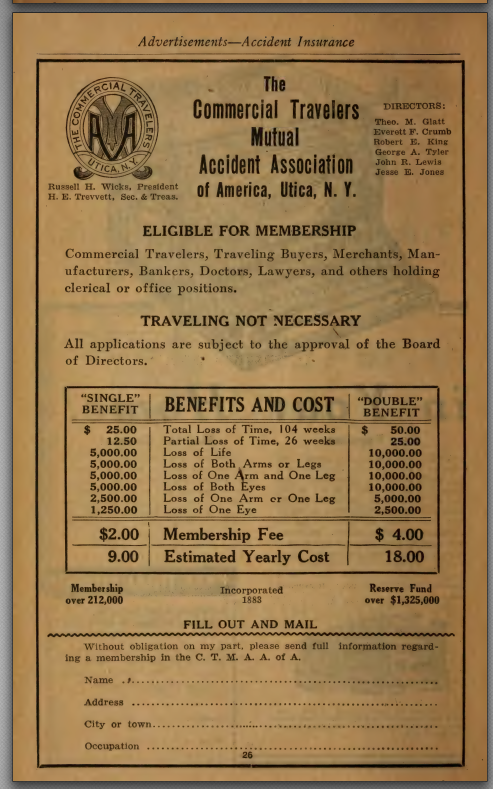 Advertisements—Accident Insurance
THE COMMERCIAL TRAVELERS
UTICA, N.Y.
The
Commercial Travelers
Mutual
Accident Association
of America, Utica, N. Y.
DIRECTORS:
Theo. M. Glatt
Everett F. Crumb
Robert E. King
George A. Tyler
John R. Lewis
Jesse E. Jones
Russell H. Wicks, President
H. E. Trevvett, Sec. & Treas.
ELIGIBLE FOR MEMBERSHIP
Commercial Travelers, Traveling Buyers, Merchants, Man-
ufacturers, Bankers, Doctors, Lawyers, and others holding
clerical or office positions.
TRAVELING NOT NECESSARY
All applications are subject to the approval of the Board
of Directors.
"SINGLE" BENEFIT BENEFITS AND COST "DOUBLE" BENEFIT
$ 25.00 Total Loss of Time, 104 weeks $ 50.00
12.50 Partial Loss of Time, 26 weeks 25.00
5,000.00 Loss of Life 10,000.00
5,000.00 Loss of Both Arms or Legs 10,000.00
5,000.00 Loss of One Arm and One Leg 10,000.00
5,000.00 Loss of Both Eyes 10,000.00
2,500.00 Loss of One Arm or One Leg 5,000.00
1,250.00 Loss of One Eye 2,500.00
$2.00 Membership Fee $ 4.00
9.00 Estimated Yearly Cost 18.00
Membership over 212,000
Incorporated 1883
Reserve Fund over $1,325,000
FILL OUT AND MAIL
Without obligation on my part, please send full information regard-
ing a membership in the C. T. M. A. A. of A.
Name
Address
City or town
Occupation
26